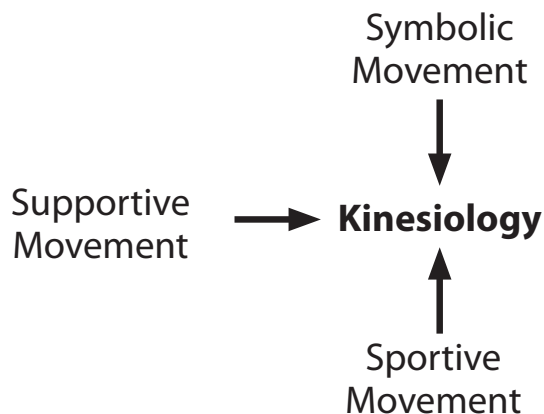 Symbolic
Movement
Supportive
Movement
Kinesiology
Sportive
Movement